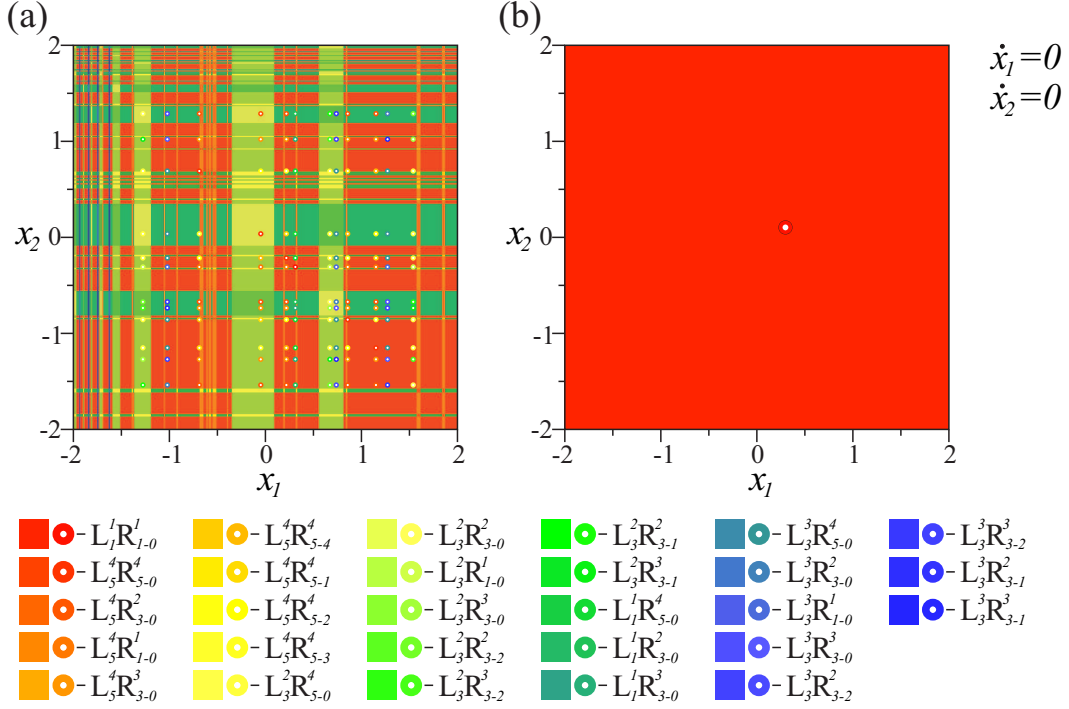 (a)
(b)
2
1
x₂ 0
-1
-2
-2 -1 0 1 2
x₁
2
1
x₂ 0
-1
-2
-2 -1 0 1 2
x₁
ẋ₁=0
ẋ₂=0
-L₁¹R¹₁₋₀
-L₅⁴R⁴₅₋₀
-L₅⁴R²₃₋₀
-L₅⁴R¹₁₋₀
-L₅⁴R³₃₋₀
-L₅⁴R⁴₅₋₄
-L₅⁴R⁴₅₋₁
-L₅⁴R⁴₅₋₂
-L₅⁴R⁴₅₋₃
-L₃²R⁴₅₋₀
-L₃²R²₃₋₀
-L₃²R¹₁₋₀
-L₃²R³₃₋₀
-L₃²R²₃₋₂
-L₃²R³₃₋₂
-L₃²R²₃₋₁
-L₃²R³₃₋₁
-L₁¹R⁴₅₋₀
-L₁¹R²₃₋₀
-L₁¹R³₃₋₀
-L₃³R⁴₅₋₀
-L₃³R²₃₋₀
-L₃³R¹₁₋₀
-L₃³R³₃₋₀
-L₃³R²₃₋₂
-L₃³R³₃₋₂
-L₃³R²₃₋₁
-L₃³R³₃₋₁